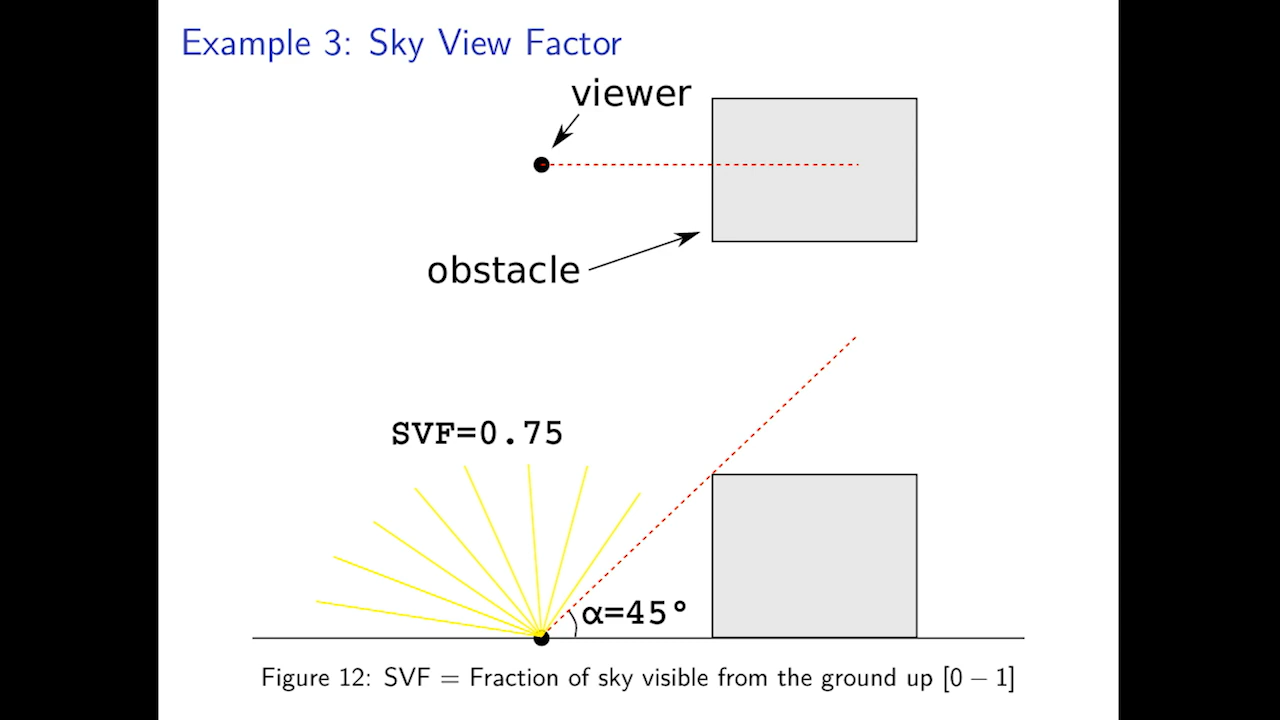 Example 3: Sky View Factor
viewer
obstacle
SVF=0.75
α=45°
Figure 12: SVF = Fraction of sky visible from the ground up [0 − 1]